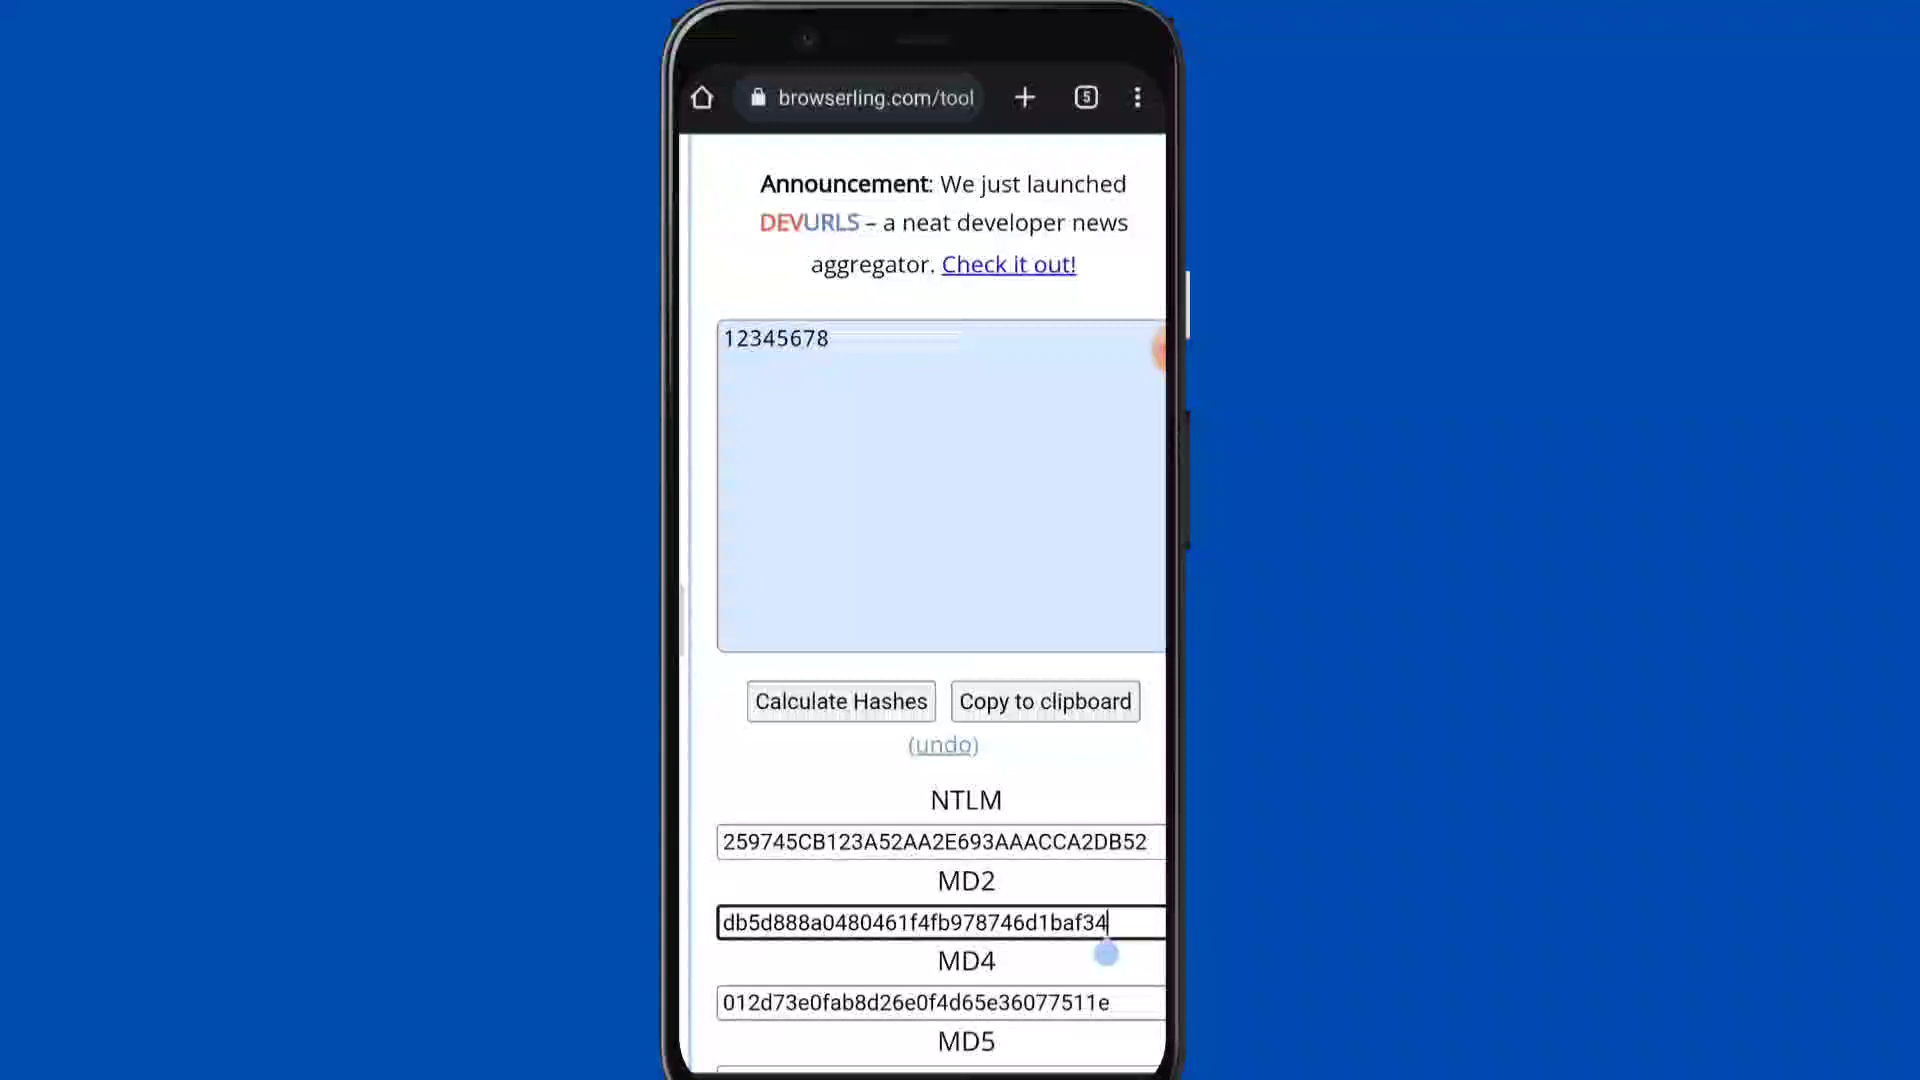 browserling.com/tool
5
Announcement: We just launched
DEVURLS – a neat developer news
aggregator. Check it out!
12345678
Calculate Hashes
Copy to clipboard
(undo)
NTLM
259745CB123A52AA2E693AAACCA2DB52
MD2
db5d888a0480461f4fb978746d1baf34
MD4
012d73e0fab8d26e0f4d65e36077511e
MD5